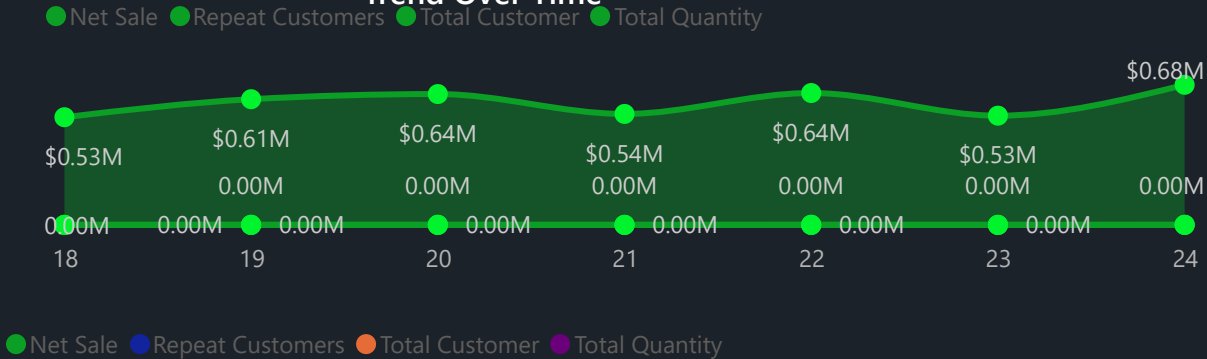 Trend Over Time
Net Sale Repeat Customers Total Customer Total Quantity
$0.68M
$0.53M $0.61M $0.64M $0.54M $0.64M $0.53M
0.00M 0.00M 0.00M 0.00M 0.00M 0.00M
0.00M 0.00M 0.00M 0.00M 0.00M 0.00M 0.00M
18 19 20 21 22 23 24
Net Sale Repeat Customers Total Customer Total Quantity